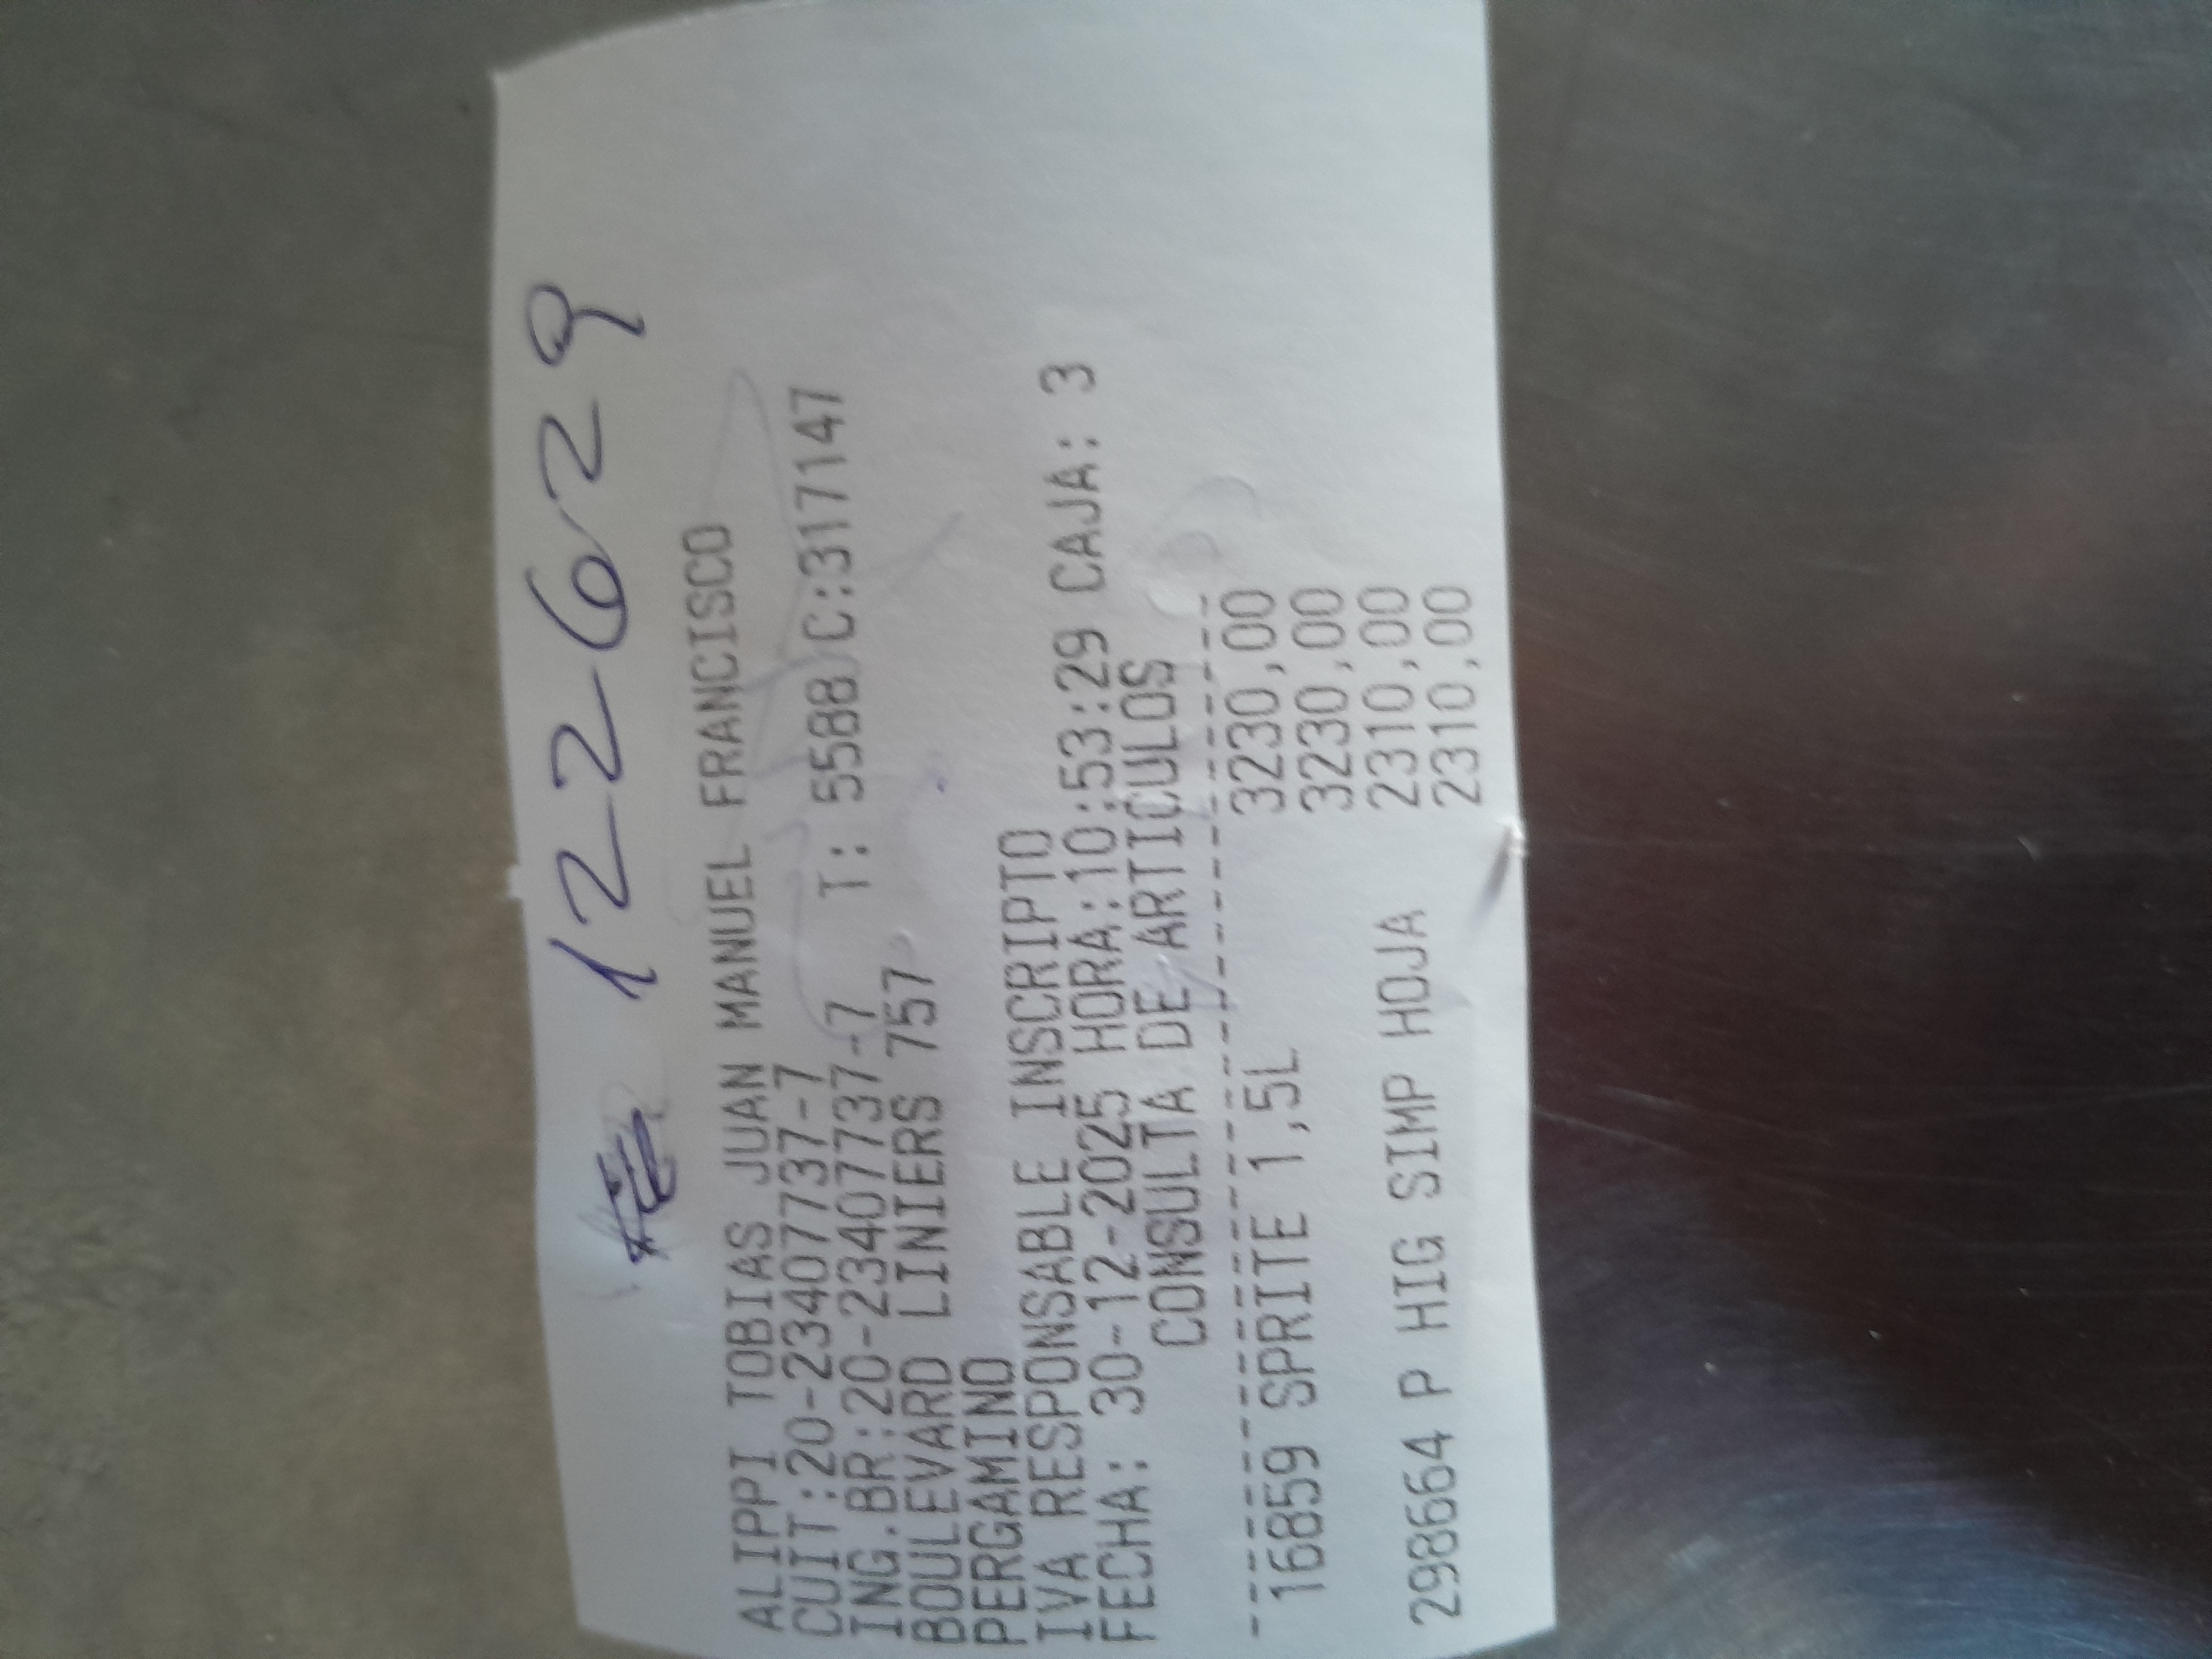 122629
ALIPPI TOBIAS JUAN MANUEL FRANCISCO
CUIT:20-23407737-7
ING.BR:20-23407737-7 T: 5588 C:317147
BOULEVARD LINIERS 757
PERGAMINO
IVA RESPONSABLE INSCRIPTO
FECHA: 30-12-2025 HORA:10:53:29 CAJA: 3
CONSULTA DE ARTICULOS
16859 SPRITE 1,5L 3230,00
3230,00
298664 P HIG SIMP HOJA 2310,00
2310,00